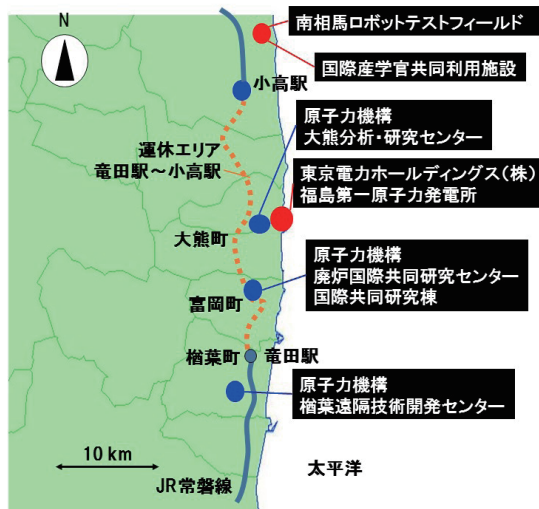 N
南相馬ロボットテストフィールド
国際産学官共同利用施設
小高駅
原子力機構
大熊分析・研究センター
運休エリア
竜田駅～小高駅
東京電力ホールディングス(株)
福島第一原子力発電所
大熊町
原子力機構
廃炉国際共同研究センター
国際共同研究棟
富岡町
楢葉町
竜田駅
原子力機構
楢葉遠隔技術開発センター
10 km
太平洋
JR常磐線